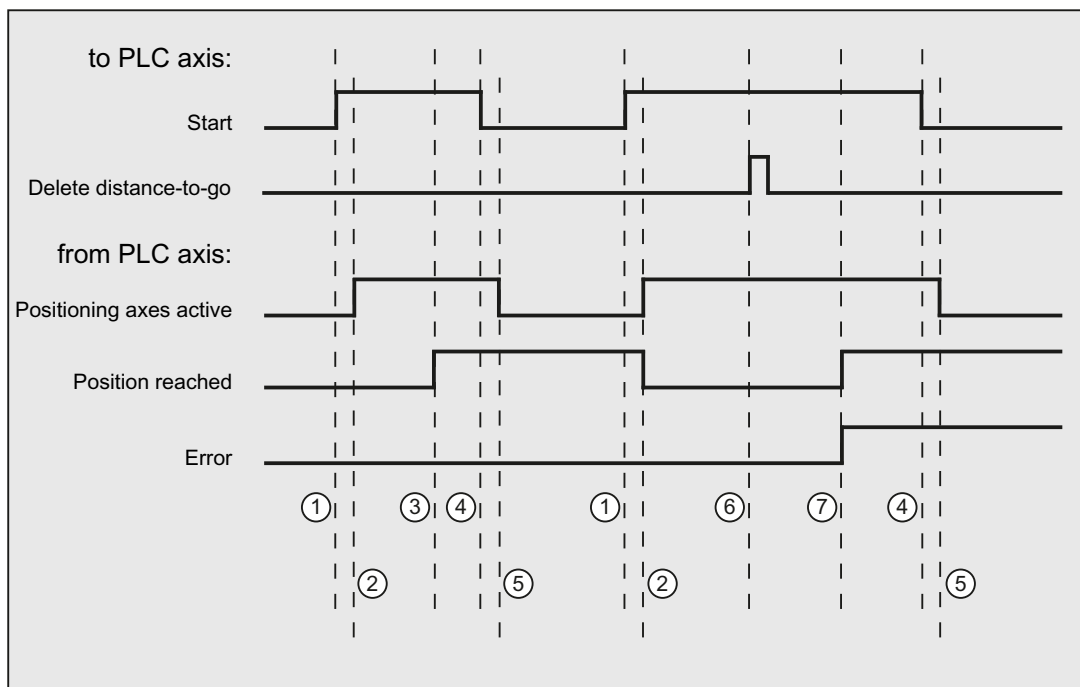 to PLC axis:
Start
Delete distance-to-go
from PLC axis:
Positioning axes active
Position reached
Error
1 3 4 1 6 7 4
2 5 2 5